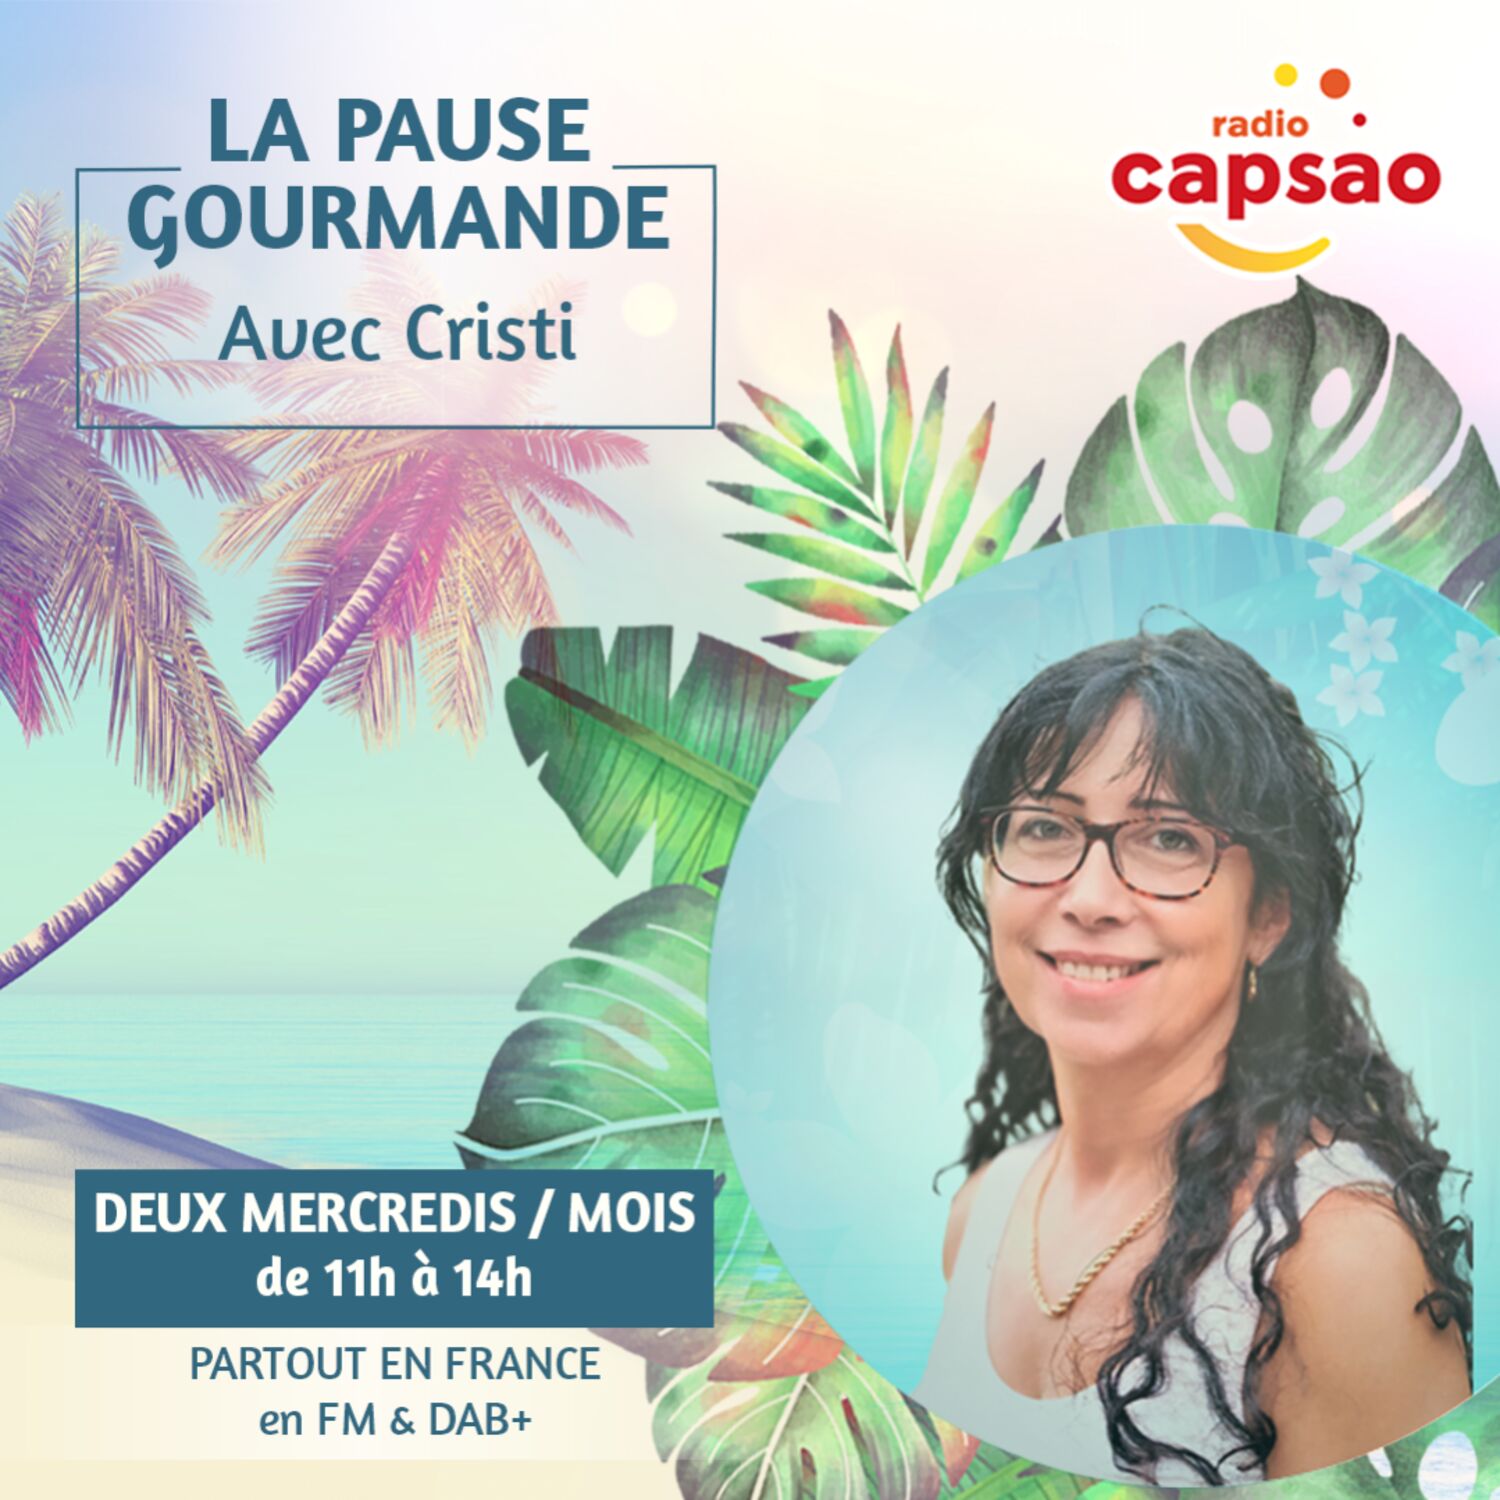 LA PAUSE
GOURMANDE
Avec Cristi
radio
capsao
DEUX MERCREDIS / MOIS
de 11h à 14h
PARTOUT EN FRANCE
en FM & DAB+